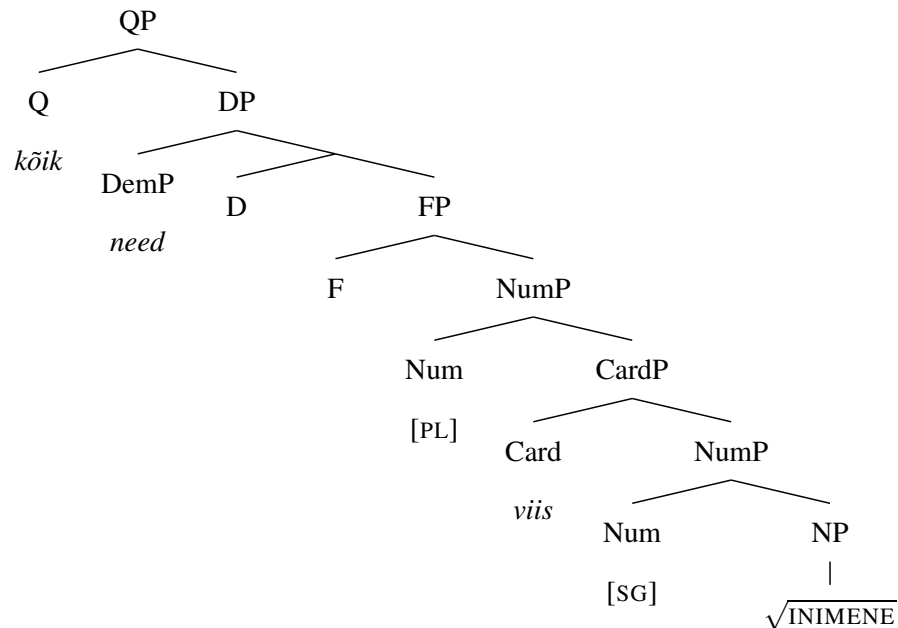 QP
Q DP
kõik
DemP
D FP
need
F NumP
Num CardP
[PL]
Card NumP
viis
Num NP
[SG]
√INIMENE